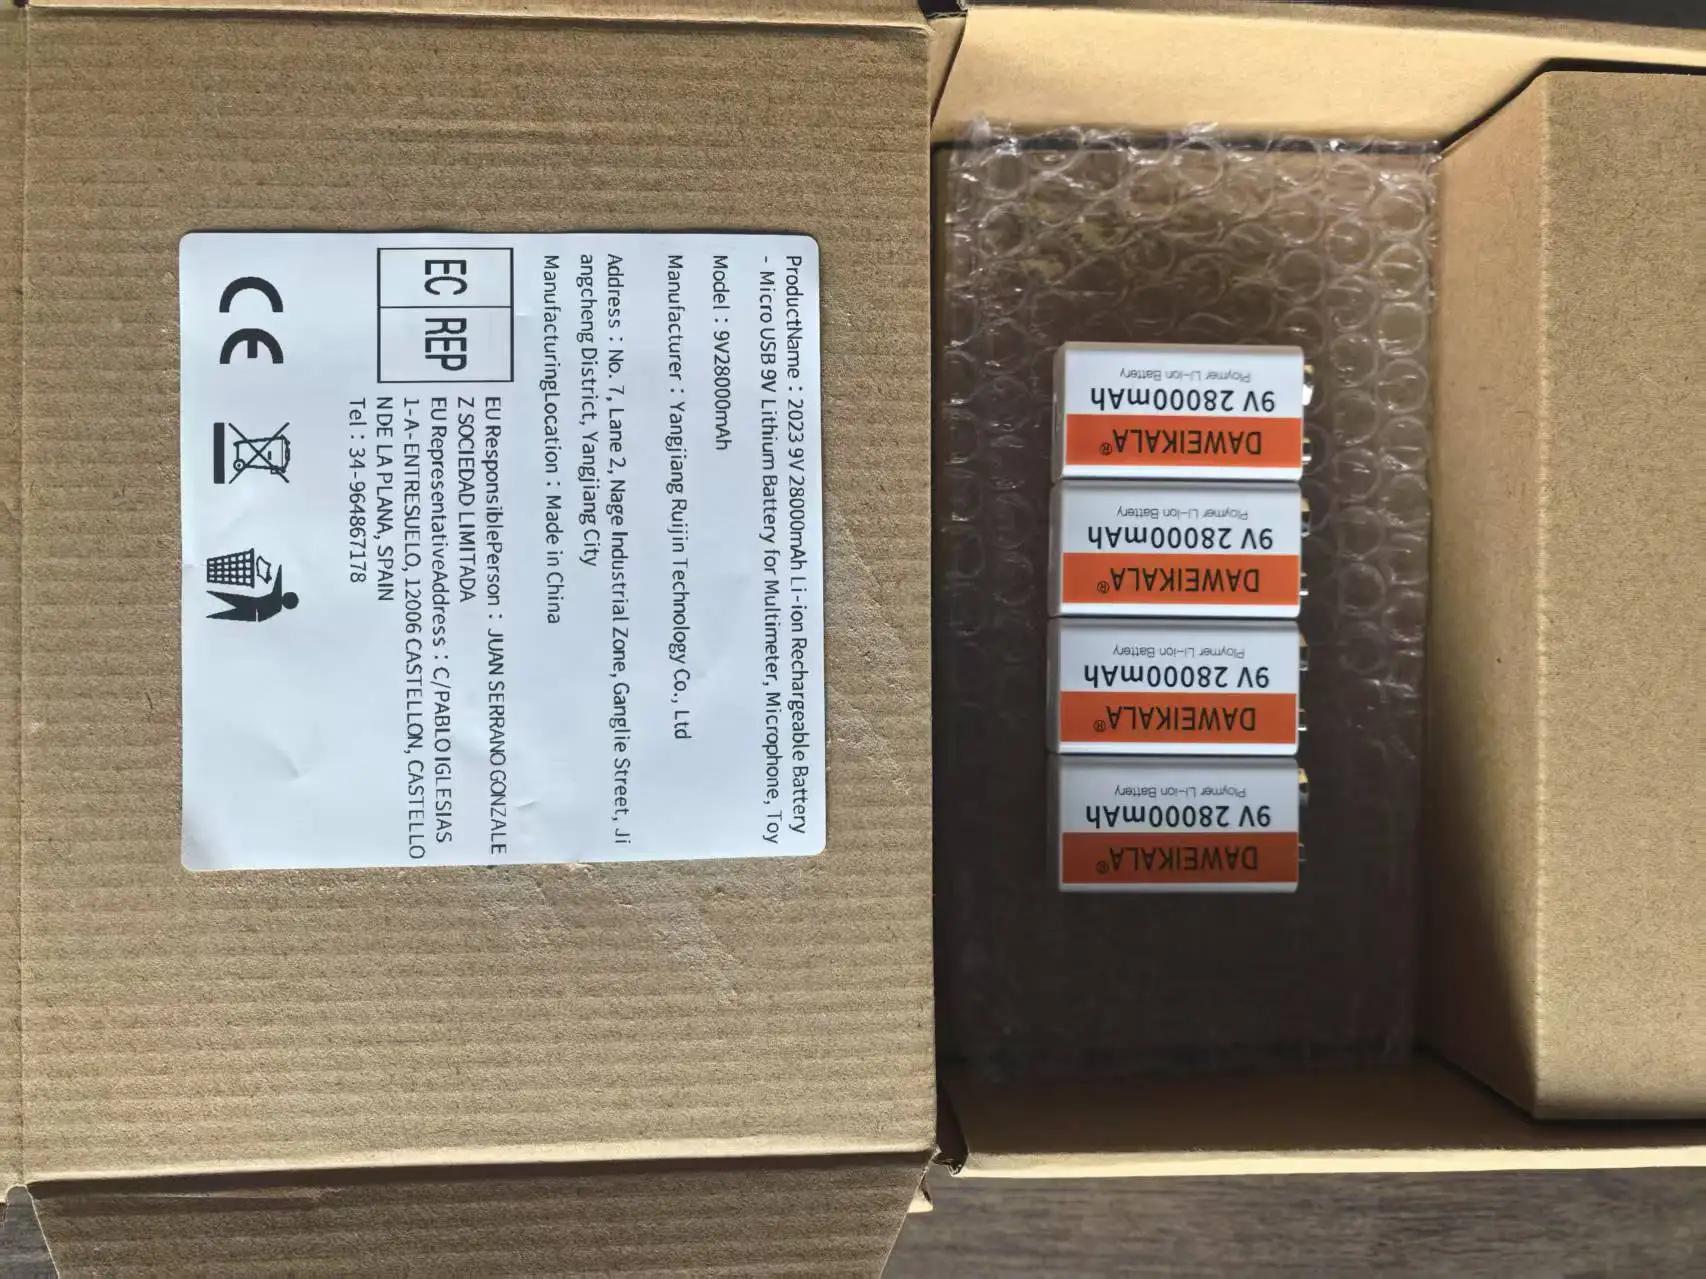 ProductName：2023 9V 28000mAh Li-ion Rechargeable Battery
- Micro USB 9V Lithium Battery for Multimeter, Microphone, Toy
Model：9V28000mAh
Manufacturer：Yangjiang Ruijin Technology Co., Ltd
Address：No. 7, Lane 2, Nage Industrial Zone, Ganglie Street, Ji
angcheng District, Yangjiang City
ManufacturingLocation：Made in China
EC REP
EU ResponsiblePerson：JUAN SERRANO GONZALE
Z SOCIEDAD LIMITADA
EU RepresentativeAddress：C/PABLO IGLESIAS
1-A-ENTRESUELO, 12006 CASTELLON, CASTELLO
N DE LA PLANA, SPAIN
Tel：34-964867178
CE
DAWEIKALA®
9V 28000mAh
Ploymer Li-ion Battery
DAWEIKALA®
9V 28000mAh
Ploymer Li-ion Battery
DAWEIKALA®
9V 28000mAh
Ploymer Li-ion Battery
DAWEIKALA®
9V 28000mAh
Ploymer Li-ion Battery